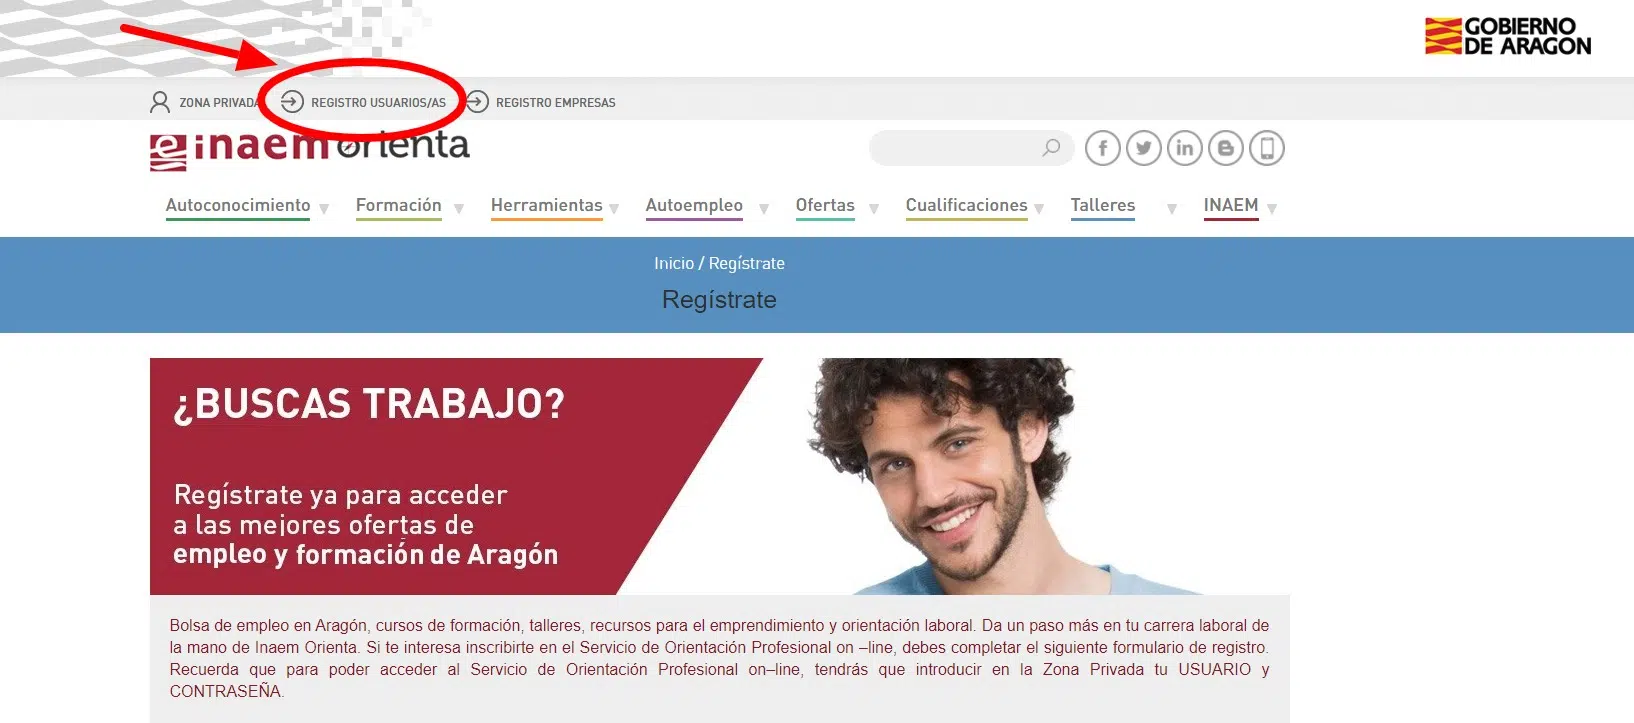 GOBIERNO
DE ARAGON
ZONA PRIVADA
REGISTRO USUARIOS/AS
REGISTRO EMPRESAS
inaem orienta
Autoconocimiento
Formación
Herramientas
Autoempleo
Ofertas
Cualificaciones
Talleres
INAEM
Inicio / Regístrate
Regístrate
¿BUSCAS TRABAJO?
Regístrate ya para acceder
a las mejores ofertas de
empleo y formación de Aragón
Bolsa de empleo en Aragón, cursos de formación, talleres, recursos para el emprendimiento y orientación laboral. Da un paso más en tu carrera laboral de
la mano de Inaem Orienta. Si te interesa inscribirte en el Servicio de Orientación Profesional on –line, debes completar el siguiente formulario de registro.
Recuerda que para poder acceder al Servicio de Orientación Profesional on–line, tendrás que introducir en la Zona Privada tu USUARIO y
CONTRASEÑA.